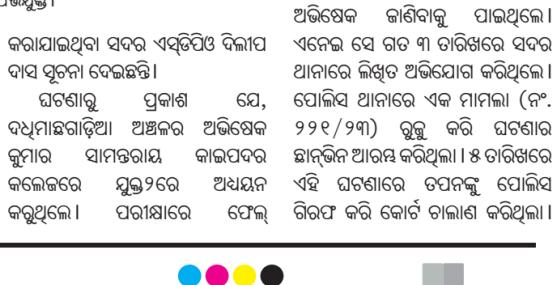 କରାଯାଇଥିବା ସଦର ଏସ୍‌ଡିପିଓ ଦିଲୀପ
ଦାସ ସୂଚନା ଦେଇଛନ୍ତି।
ଘଟଣାରୁ ପ୍ରକାଶ ଯେ,
ଦଧିମାଛଗାଡ଼ିଆ ଅଞ୍ଚଳର ଅଭିଷେକ
କୁମାର ସାମନ୍ତରାୟ କାଇପଦର
କଲେଜରେ ଯୁକ୍ତ୨ରେ ଅଧ୍ୟୟନ
କରୁଥିଲେ। ପରୀକ୍ଷାରେ ଫେଲ୍
ଅଭିଷେକ ଜାଣିବାକୁ ପାଇଥିଲେ।
ଏନେଇ ସେ ଗତ ୩ ତାରିଖରେ ସଦର
ଥାନାରେ ଲିଖିତ ଅଭିଯୋଗ କରିଥିଲେ।
ପୋଲିସ ଥାନାରେ ଏକ ମାମଲା (ନଂ.
୨୨୧/୨୩) ରୁଜୁ କରି ଘଟଣାର
ଛାନ୍‌ଭିନ ଆରମ୍ଭ କରିଥିଲା। ୫ ତାରିଖରେ
ଏହି ଘଟଣାରେ ତପନଙ୍କୁ ପୋଲିସ
ଗିରଫ କରି କୋର୍ଟ ଚାଲାଣ କରିଥିଲା।